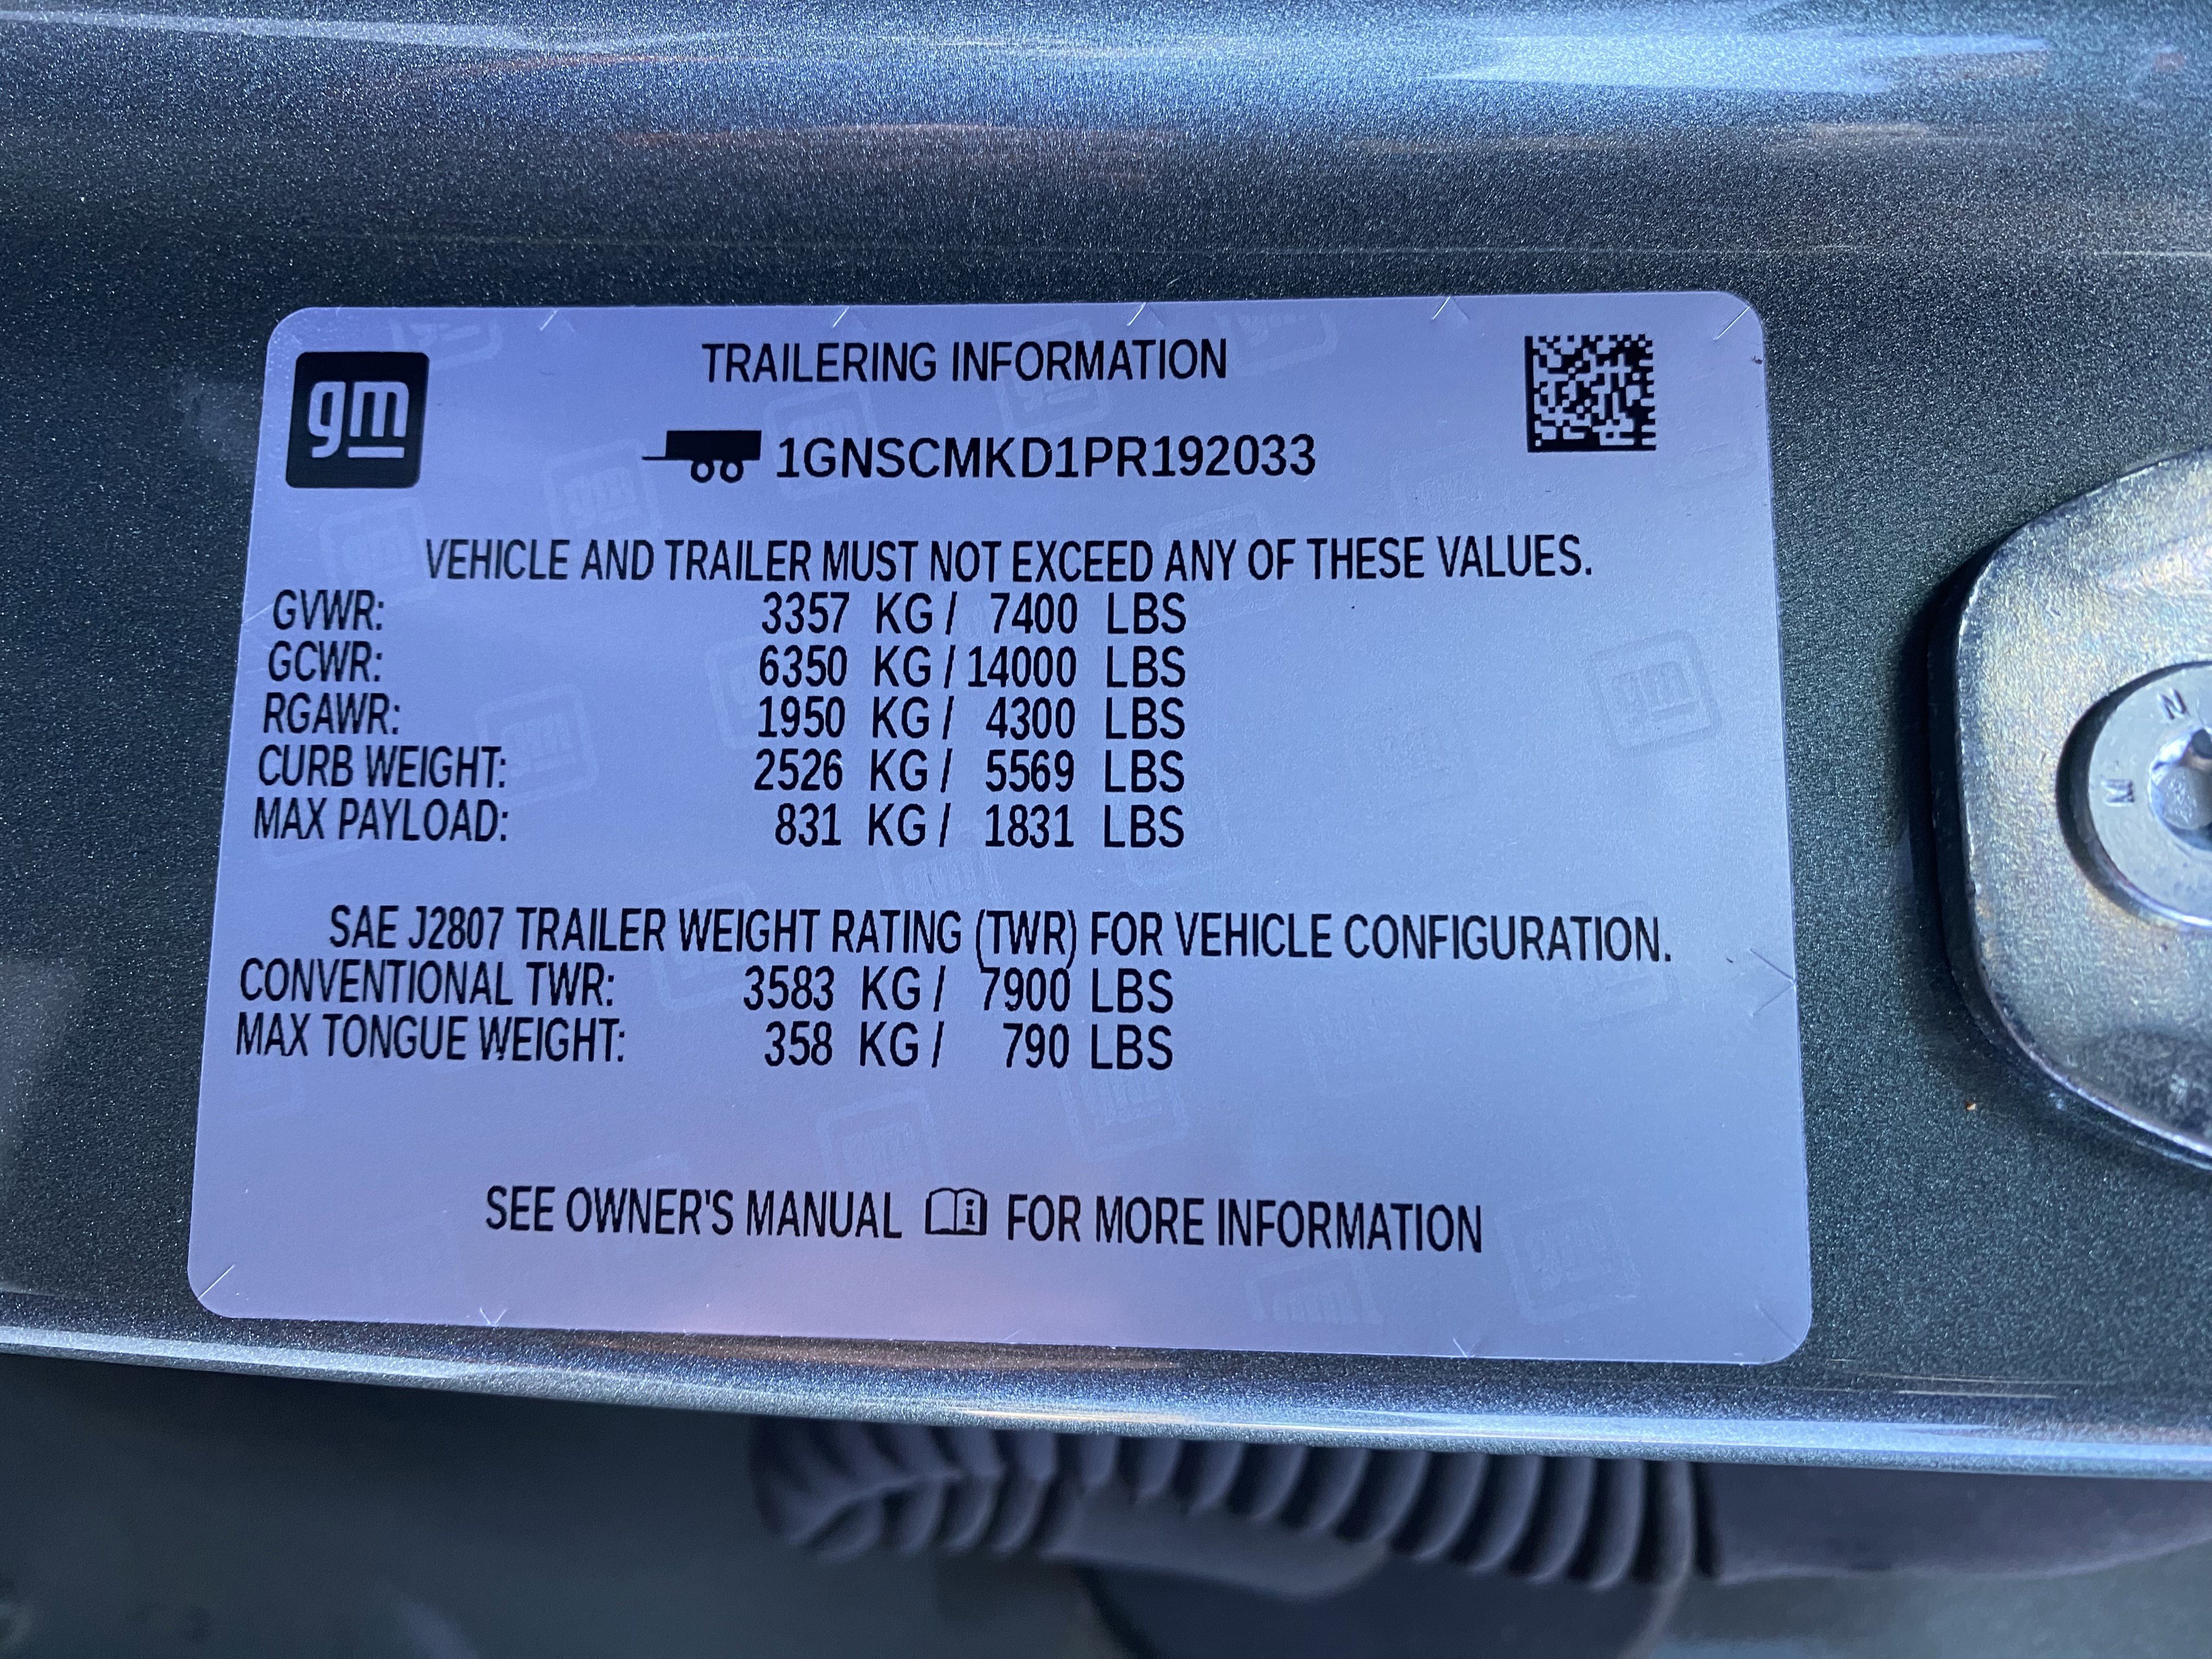 gm
TRAILERING INFORMATION
1GNSCMKD1PR192033
VEHICLE AND TRAILER MUST NOT EXCEED ANY OF THESE VALUES.
GVWR: 3357 KG / 7400 LBS
GCWR: 6350 KG / 14000 LBS
RGAWR: 1950 KG / 4300 LBS
CURB WEIGHT: 2526 KG / 5569 LBS
MAX PAYLOAD: 831 KG / 1831 LBS
SAE J2807 TRAILER WEIGHT RATING (TWR) FOR VEHICLE CONFIGURATION.
CONVENTIONAL TWR: 3583 KG / 7900 LBS
MAX TONGUE WEIGHT: 358 KG / 790 LBS
SEE OWNER'S MANUAL i FOR MORE INFORMATION